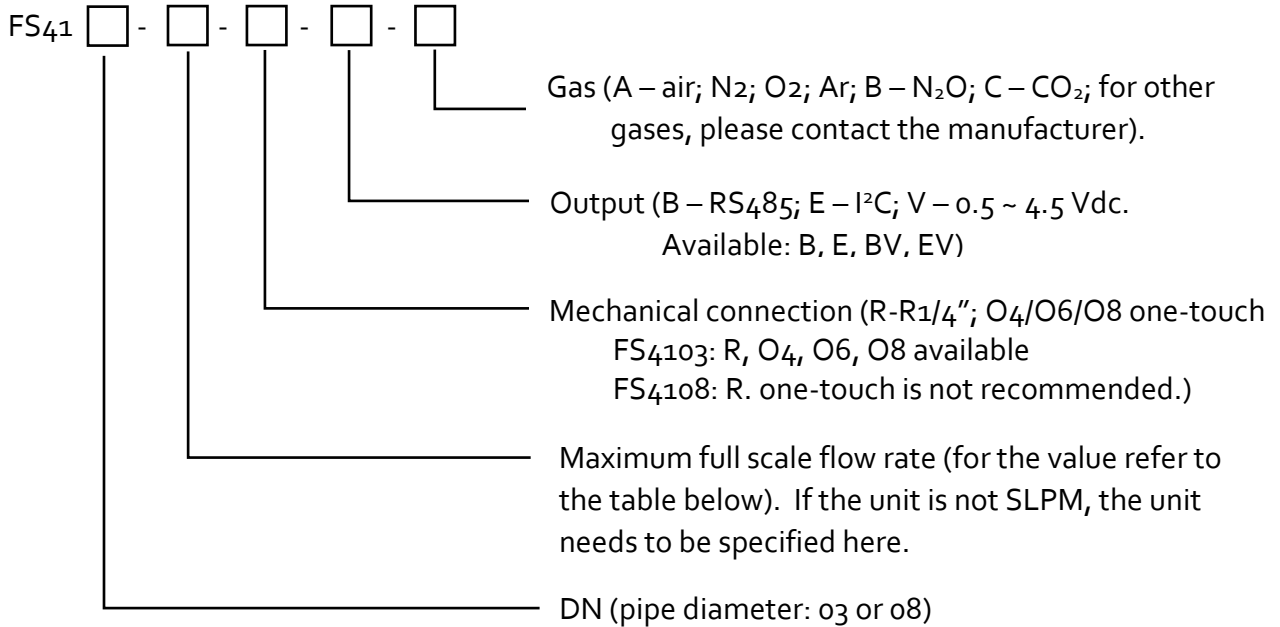 FS41 □ - □ - □ - □ - □
Gas (A – air; N2; O2; Ar; B – N₂O; C – CO₂; for other
gases, please contact the manufacturer).
Output (B – RS485; E – I²C; V – 0.5 ~ 4.5 Vdc.
Available: B, E, BV, EV)
Mechanical connection (R-R1/4”; O4/O6/O8 one-touch
FS4103: R, O4, O6, O8 available
FS4108: R. one-touch is not recommended.)
Maximum full scale flow rate (for the value refer to
the table below). If the unit is not SLPM, the unit
needs to be specified here.
DN (pipe diameter: 03 or 08)